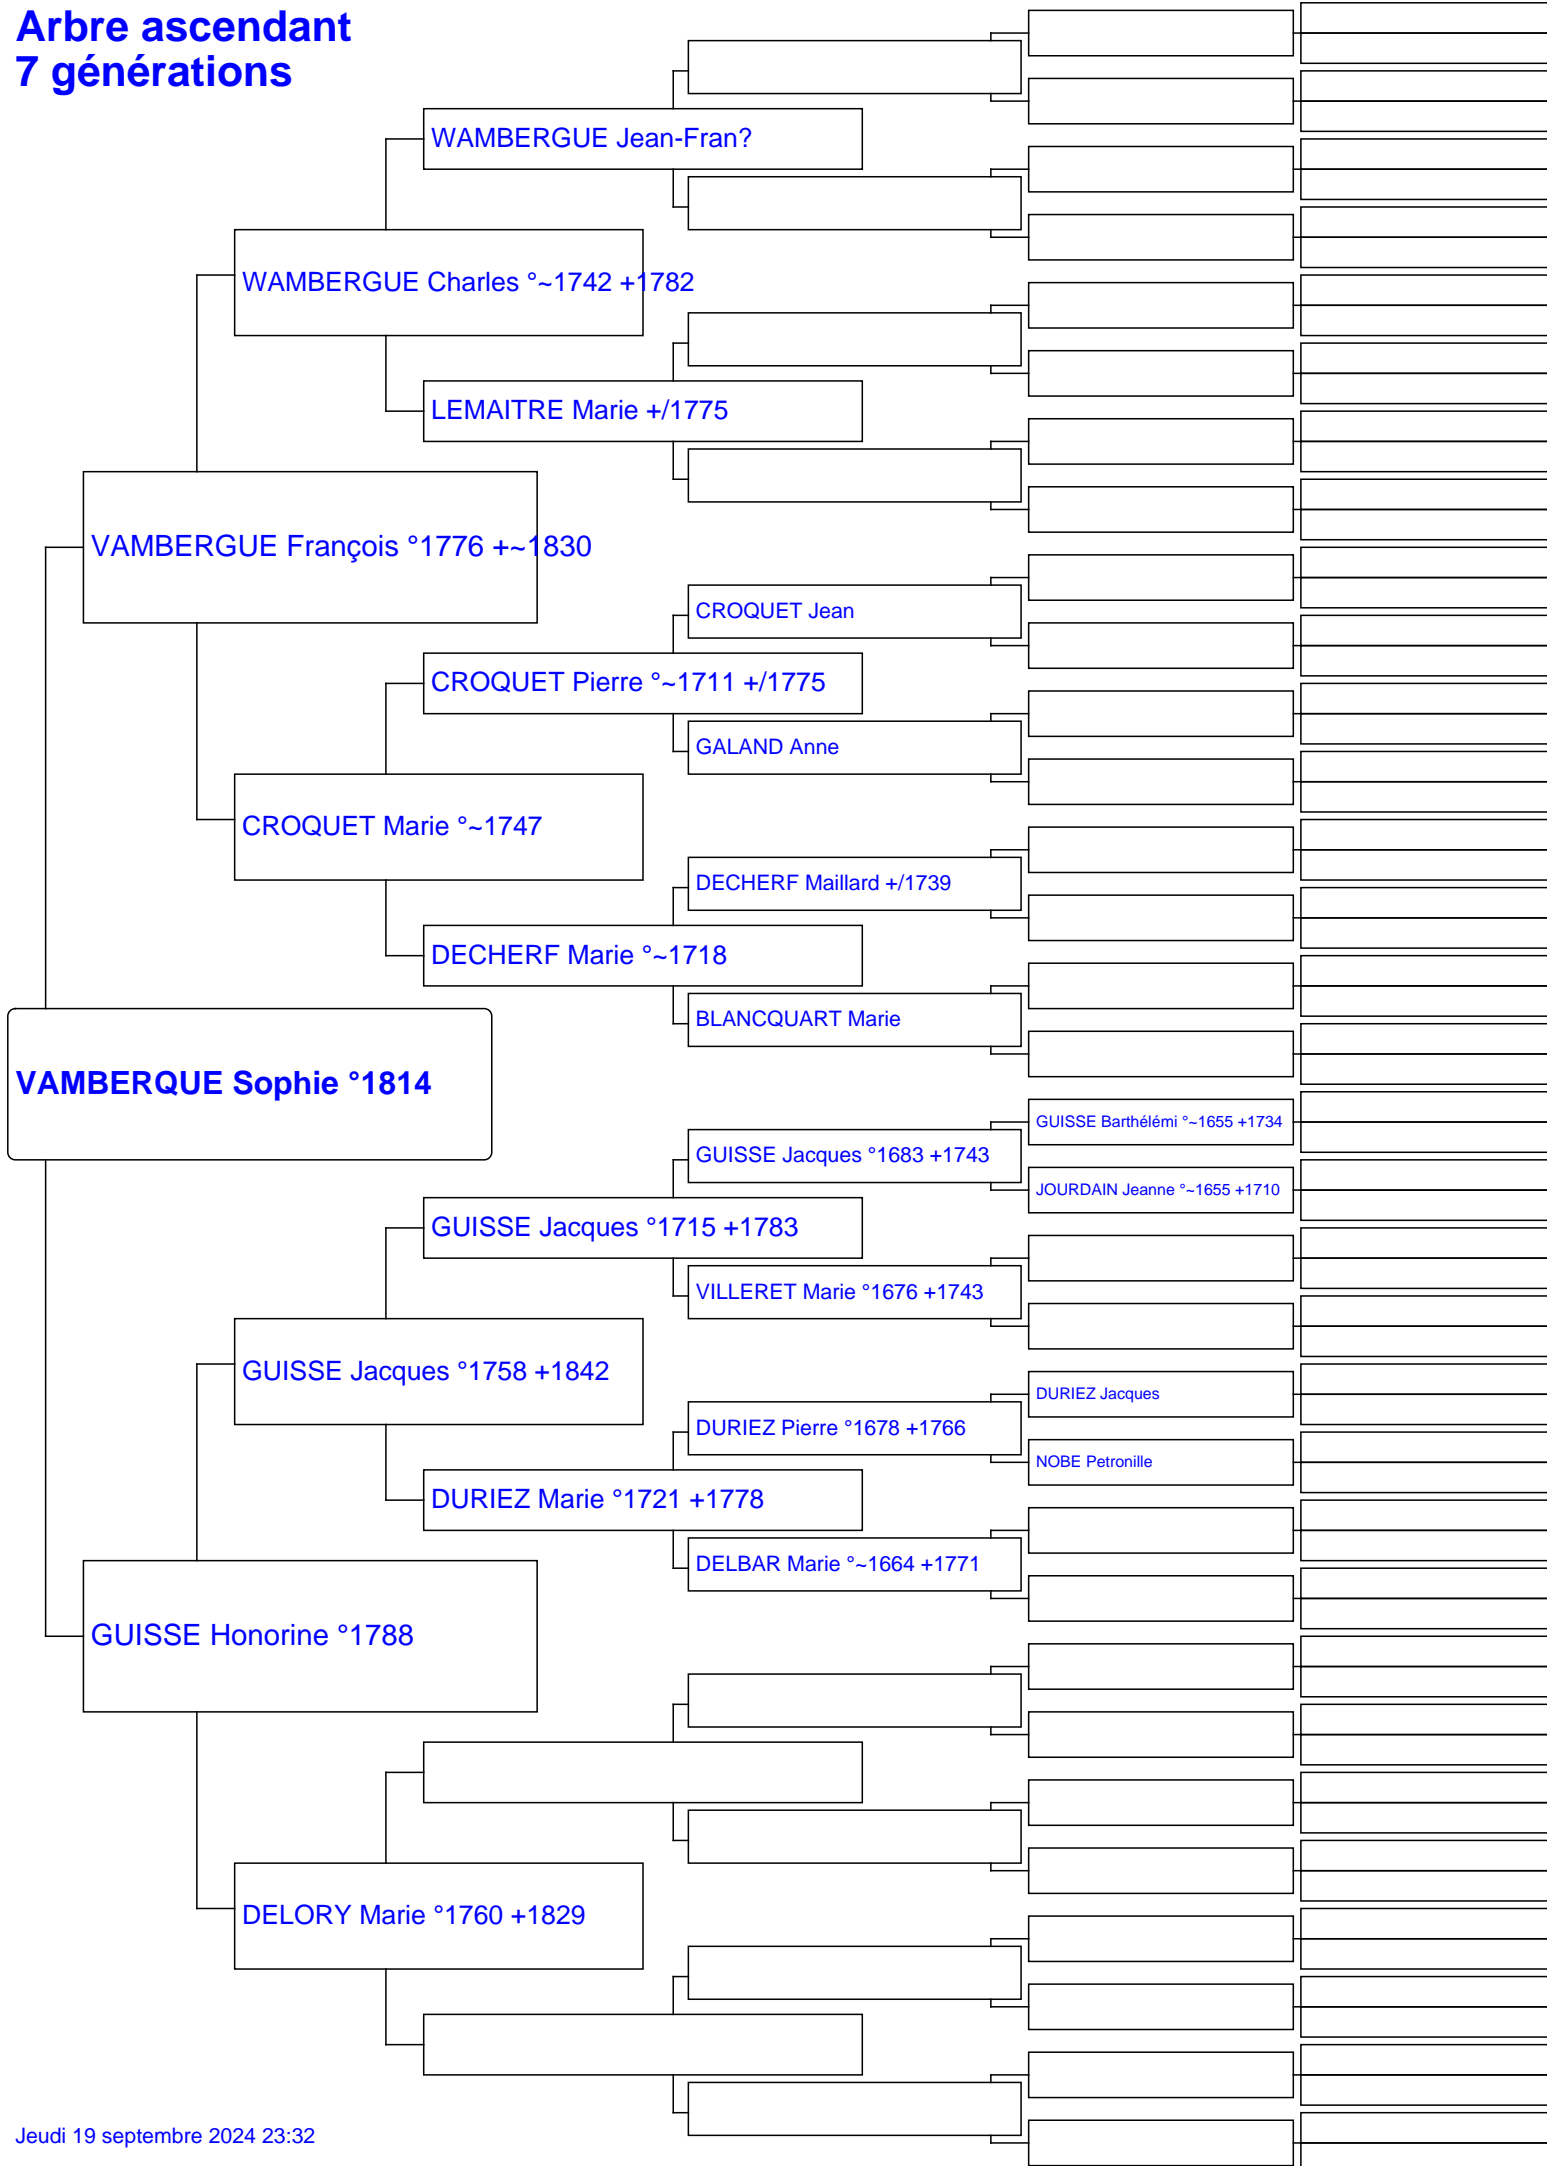 Arbre ascendant
7 générations
WAMBERGUE Jean-Fran?
WAMBERGUE Charles °~1742 +1782
LEMAITRE Marie +/1775
VAMBERGUE François °1776 +~1830
CROQUET Jean
CROQUET Pierre °~1711 +/1775
GALAND Anne
CROQUET Marie °~1747
DECHERF Maillard +/1739
DECHERF Marie °~1718
BLANCQUART Marie
VAMBERQUE Sophie °1814
GUISSE Barthélémi °~1655 +1734
GUISSE Jacques °1683 +1743
JOURDAIN Jeanne °~1655 +1710
GUISSE Jacques °1715 +1783
VILLERET Marie °1676 +1743
GUISSE Jacques °1758 +1842
DURIEZ Jacques
DURIEZ Pierre °1678 +1766
NOBE Petronille
DURIEZ Marie °1721 +1778
DELBAR Marie °~1664 +1771
GUISSE Honorine °1788
DELORY Marie °1760 +1829
Jeudi 19 septembre 2024 23:32